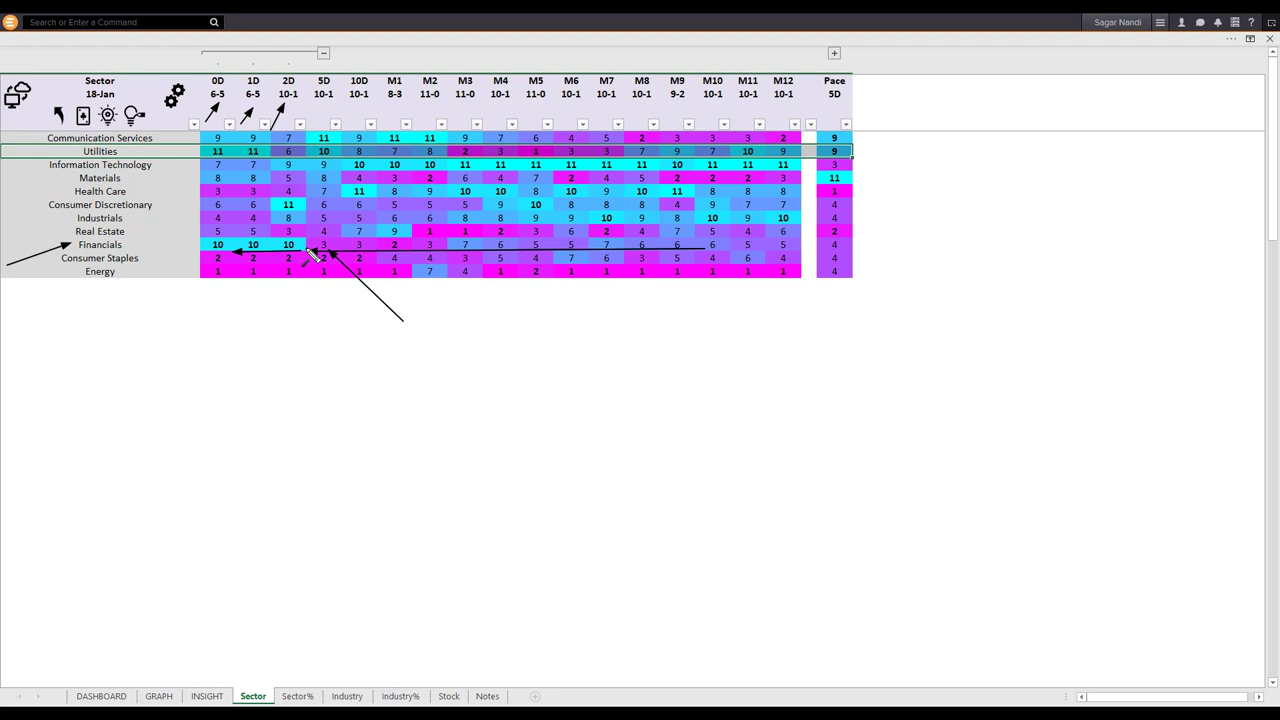 Search or Enter a Command
Sagar Nandi
?
Sector 0D 1D 2D 5D 10D M1 M2 M3 M4 M5 M6 M7 M8 M9 M10 M11 M12 Pace
18-Jan 6-5 6-5 10-1 10-1 10-1 8-3 11-0 11-0 10-1 11-0 10-1 10-1 10-1 9-2 10-1 10-1 10-1 5D
Communication Services 9 9 7 11 9 11 11 9 7 6 4 5 2 3 3 3 2 9
Utilities 11 11 6 10 8 7 8 2 3 1 3 3 7 9 7 10 9 9
Information Technology 7 7 9 9 10 10 10 11 11 11 11 11 11 10 11 11 11 3
Materials 8 8 5 8 4 3 2 6 4 7 2 4 5 2 2 2 3 11
Health Care 3 3 4 7 11 8 9 10 10 8 10 9 10 11 8 8 8 1
Consumer Discretionary 6 6 11 6 6 5 5 5 9 10 8 8 8 4 9 7 7 4
Industrials 4 4 8 5 5 6 6 8 8 9 9 10 9 8 10 9 10 4
Real Estate 5 5 3 4 7 9 1 1 2 3 6 2 4 7 5 4 6 2
Financials 10 10 10 3 3 2 3 7 6 5 5 7 6 6 6 5 5 4
Consumer Staples 2 2 2 2 2 4 4 3 5 4 7 6 3 5 4 6 4 4
Energy 1 1 1 1 1 1 7 4 1 2 1 1 1 1 1 1 1 4
DASHBOARD GRAPH INSIGHT Sector Sector% Industry Industry% Stock Notes